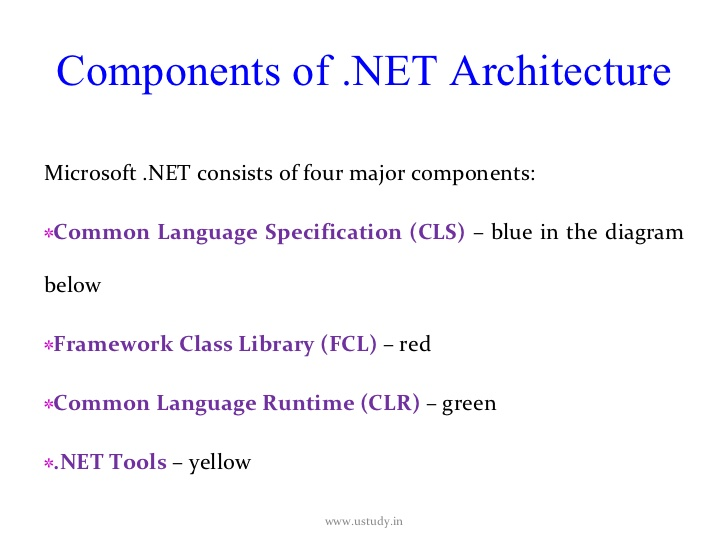 Components of .NET Architecture
Microsoft .NET consists of four major components:
*Common Language Specification (CLS) – blue in the diagram
below
*Framework Class Library (FCL) – red
*Common Language Runtime (CLR) – green
*.NET Tools – yellow
www.ustudy.in